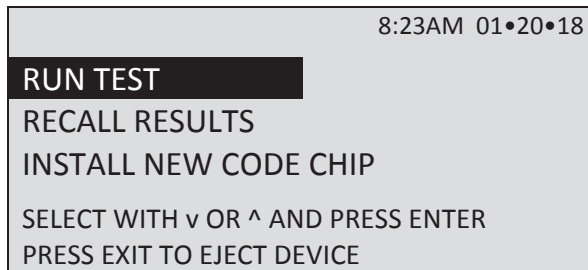 8:23AM 01•20•18
RUN TEST
RECALL RESULTS
INSTALL NEW CODE CHIP
SELECT WITH v OR ^ AND PRESS ENTER
PRESS EXIT TO EJECT DEVICE